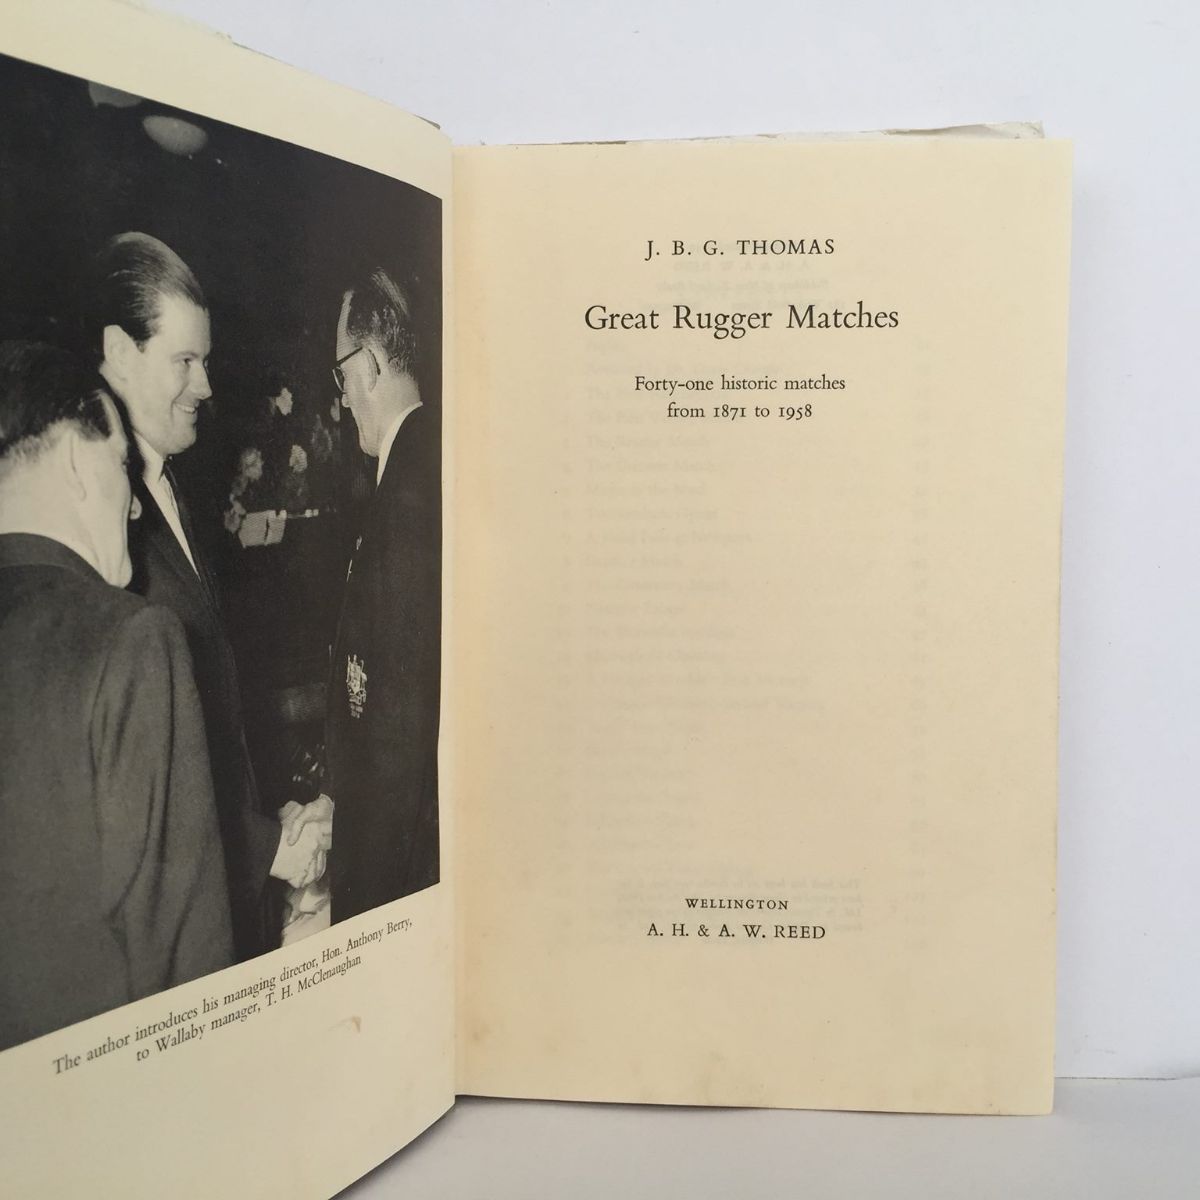 The author introduces his managing director, Hon. Anthony Berry,
to Wallaby manager, T. H. McClenaughan
J. B. G. THOMAS
Great Rugger Matches
Forty-one historic matches
from 1871 to 1958
WELLINGTON
A. H. & A. W. REED